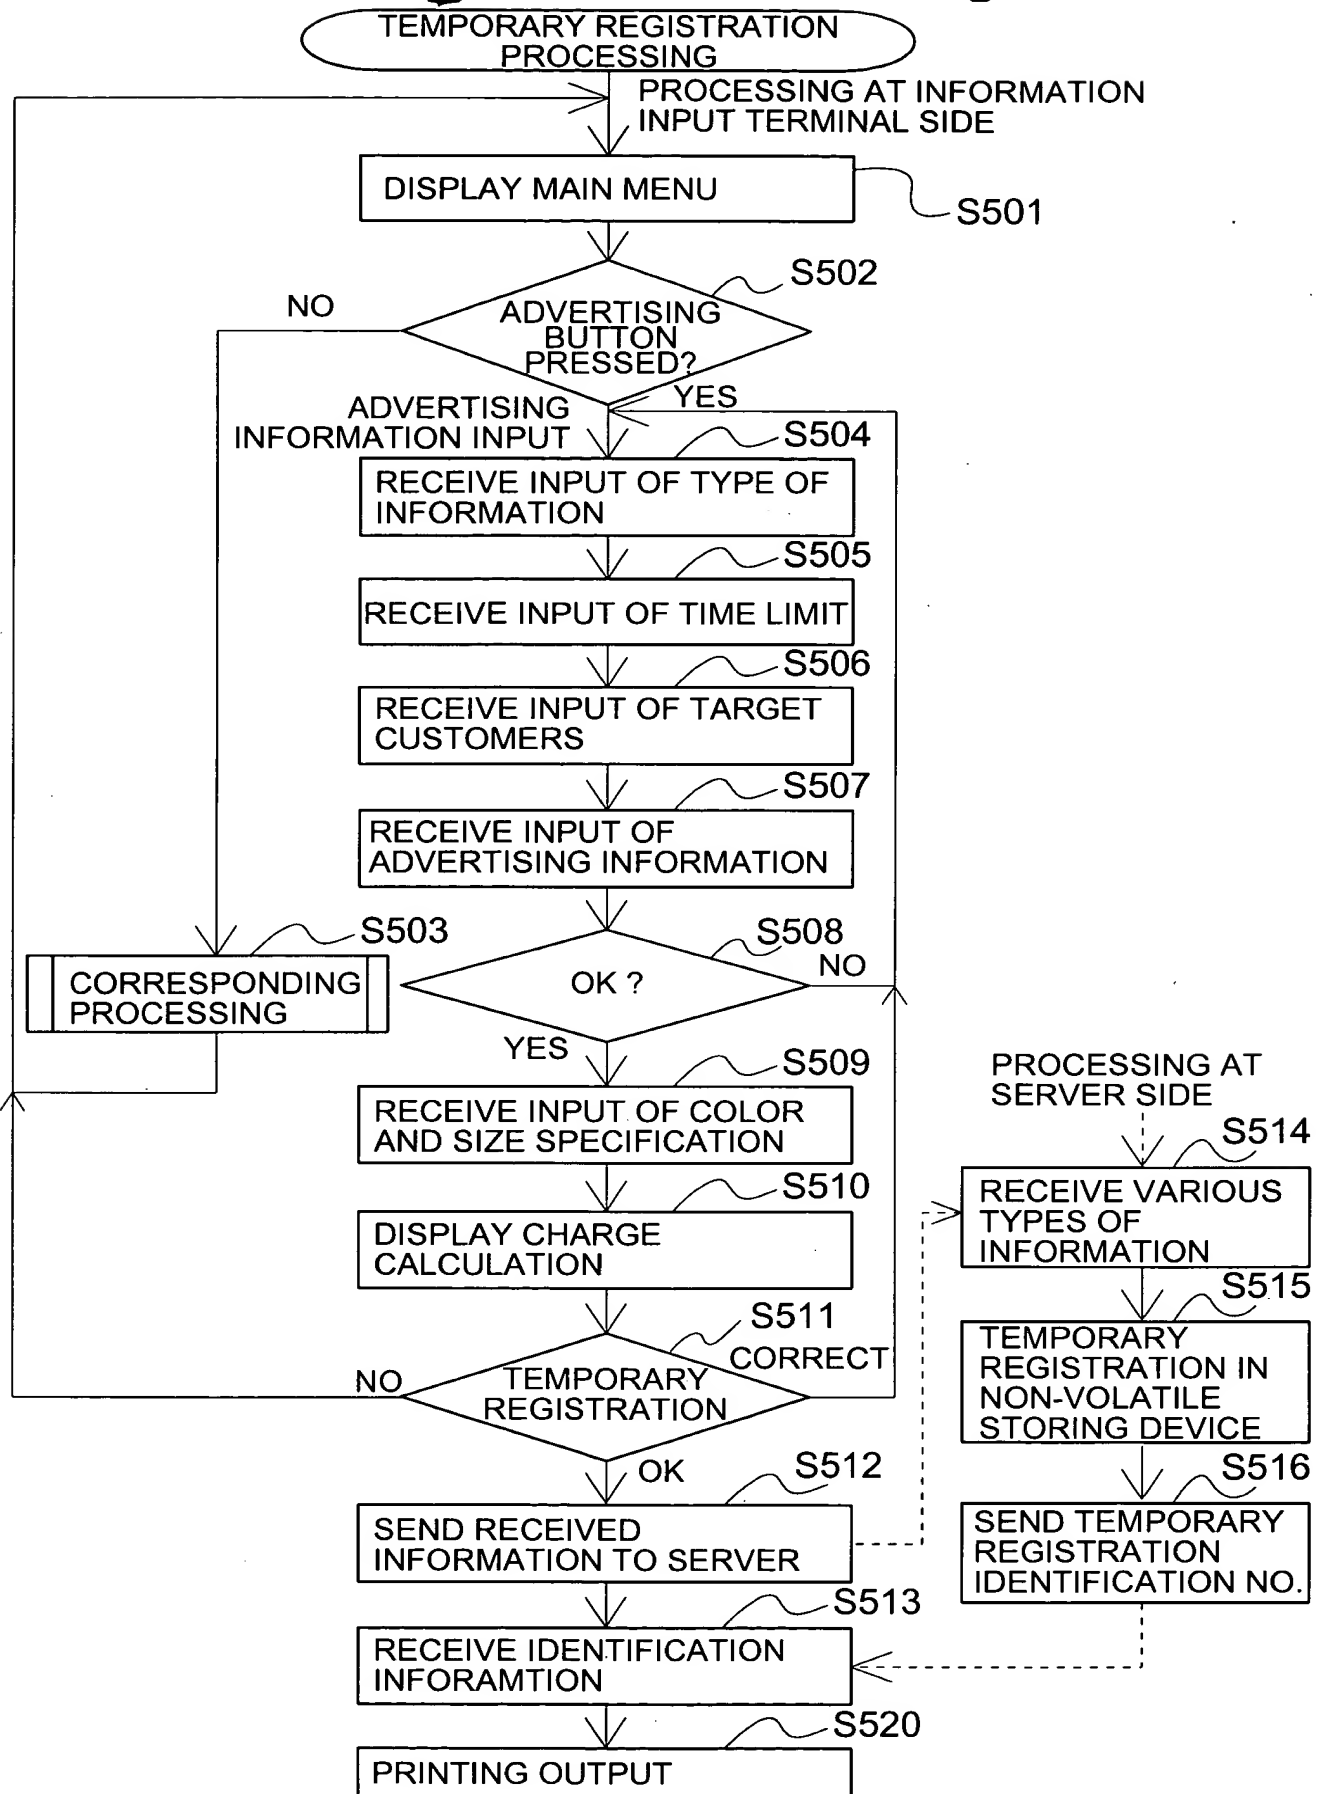 TEMPORARY REGISTRATION
PROCESSING
PROCESSING AT INFORMATION
INPUT TERMINAL SIDE
DISPLAY MAIN MENU
S501
S502
NO
ADVERTISING
BUTTON
PRESSED?
YES
ADVERTISING
INFORMATION INPUT
S504
RECEIVE INPUT OF TYPE OF
INFORMATION
S505
RECEIVE INPUT OF TIME LIMIT
S506
RECEIVE INPUT OF TARGET
CUSTOMERS
S507
RECEIVE INPUT OF
ADVERTISING INFORMATION
S503
CORRESPONDING
PROCESSING
S508
OK ?
NO
YES
S509
RECEIVE INPUT OF COLOR
AND SIZE SPECIFICATION
S510
DISPLAY CHARGE
CALCULATION
S511
CORRECT
NO
TEMPORARY
REGISTRATION
OK
S512
SEND RECEIVED
INFORMATION TO SERVER
S513
RECEIVE IDENTIFICATION
INFORAMTION
S520
PRINTING OUTPUT
PROCESSING AT
SERVER SIDE
S514
RECEIVE VARIOUS
TYPES OF
INFORMATION
S515
TEMPORARY
REGISTRATION IN
NON-VOLATILE
STORING DEVICE
S516
SEND TEMPORARY
REGISTRATION
IDENTIFICATION NO.